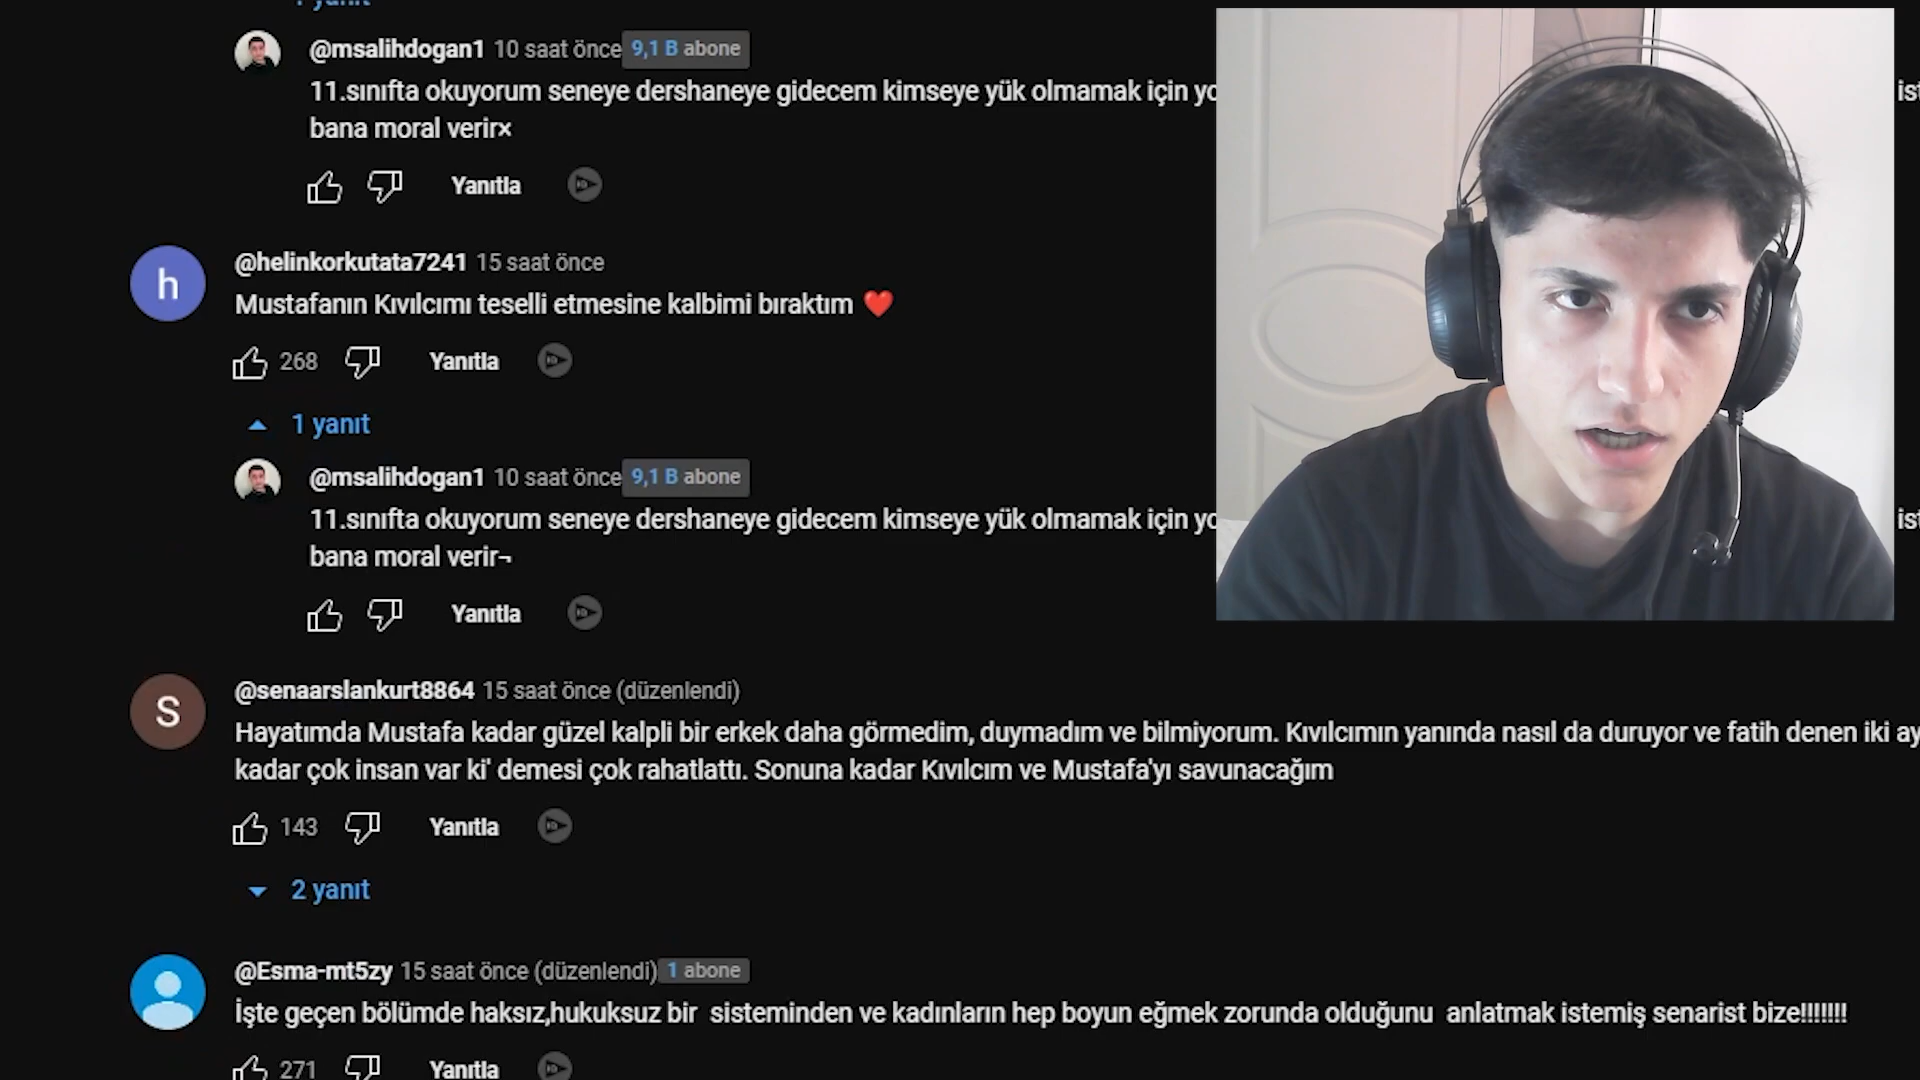 @msalihdogan1 10 saat önce 9,1 B abone
11.sınıfta okuyorum seneye dershaneye gidecem kimseye yük olmamak için
bana moral verir×
Yanıtla
@helinkorkutata7241 15 saat önce
Mustafanın Kıvılcımı teselli etmesine kalbimi bıraktım ❤️
268 Yanıtla
1 yanıt
@msalihdogan1 10 saat önce 9,1 B abone
11.sınıfta okuyorum seneye dershaneye gidecem kimseye yük olmamak için
bana moral verir¬
Yanıtla
@senaarslankurt8864 15 saat önce (düzenlendi)
Hayatımda Mustafa kadar güzel kalpli bir erkek daha görmedim, duymadım ve bilmiyorum. Kıvılcımın yanında nasıl da duruyor ve fatih denen iki
kadar çok insan var ki' demesi çok rahatlattı. Sonuna kadar Kıvılcım ve Mustafa'yı savunacağım
143 Yanıtla
2 yanıt
@Esma-mt5zy 15 saat önce (düzenlendi) 1 abone
İşte geçen bölümde haksız,hukuksuz bir sisteminden ve kadınların hep boyun eğmek zorunda olduğunu anlatmak istemiş senarist bize!!!!!!!
271 Yanıtla